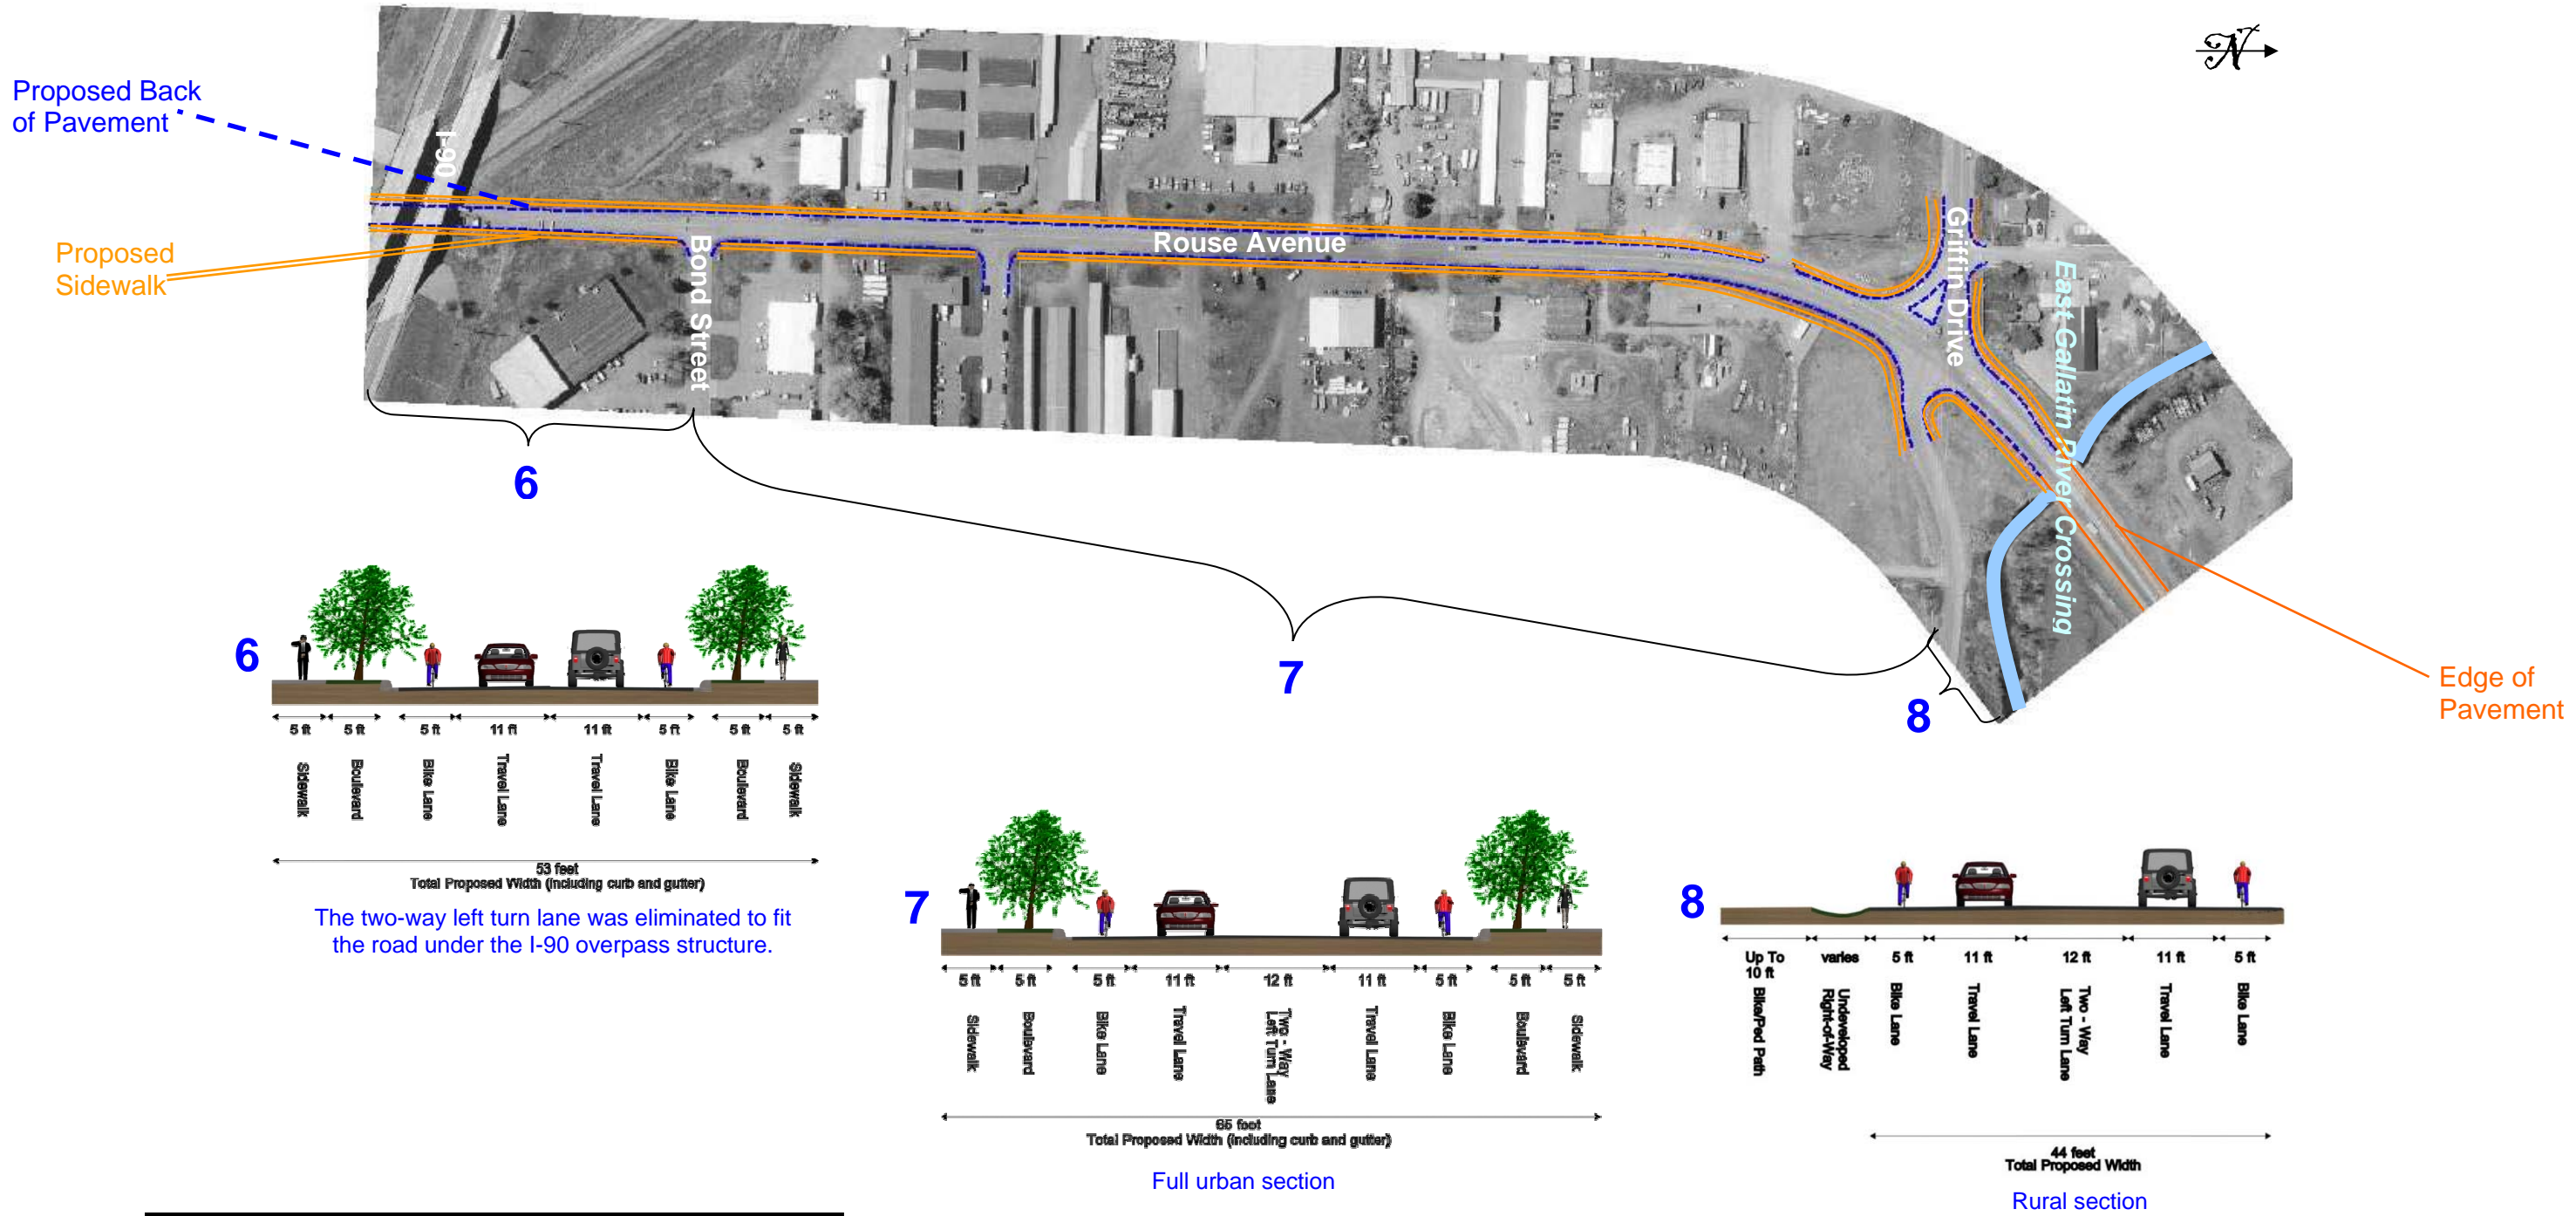 N
Proposed Back
of Pavement
I-90
Proposed
Sidewalk
Bond Street
Rouse Avenue
Griffin Drive
East Gallatin River Crossing
6
7
8
Edge of
Pavement
6
5 ft 5 ft 5 ft 11 ft 11 ft 5 ft 5 ft 5 ft
Sidewalk Boulevard Bike Lane Travel Lane Travel Lane Bike Lane Boulevard Sidewalk
53 feet
Total Proposed Width (including curb and gutter)
The two-way left turn lane was eliminated to fit
the road under the I-90 overpass structure.
7
5 ft 5 ft 5 ft 11 ft 12 ft 11 ft 5 ft 5 ft 5 ft
Sidewalk Boulevard Bike Lane Travel Lane Two - Way Left Turn Lane Travel Lane Bike Lane Boulevard Sidewalk
65 feet
Total Proposed Width (including curb and gutter)
Full urban section
8
Up To
10 ft varies 5 ft 11 ft 12 ft 11 ft 5 ft
Bike/Ped Path Undeveloped Right-of-Way Bike Lane Travel Lane Two - Way Left Turn Lane Travel Lane Bike Lane
44 feet
Total Proposed Width
Rural section